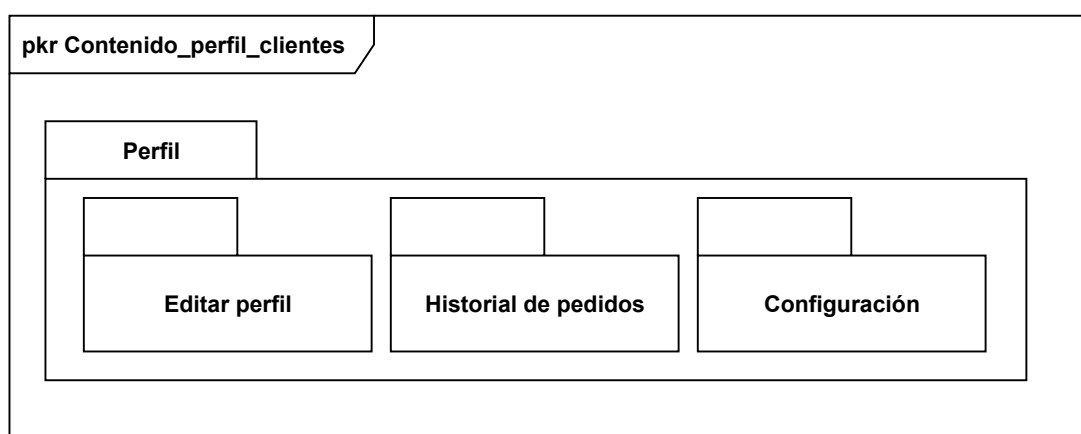 pkr Contenido_perfil_clientes
Perfil
Editar perfil
Historial de pedidos
Configuración